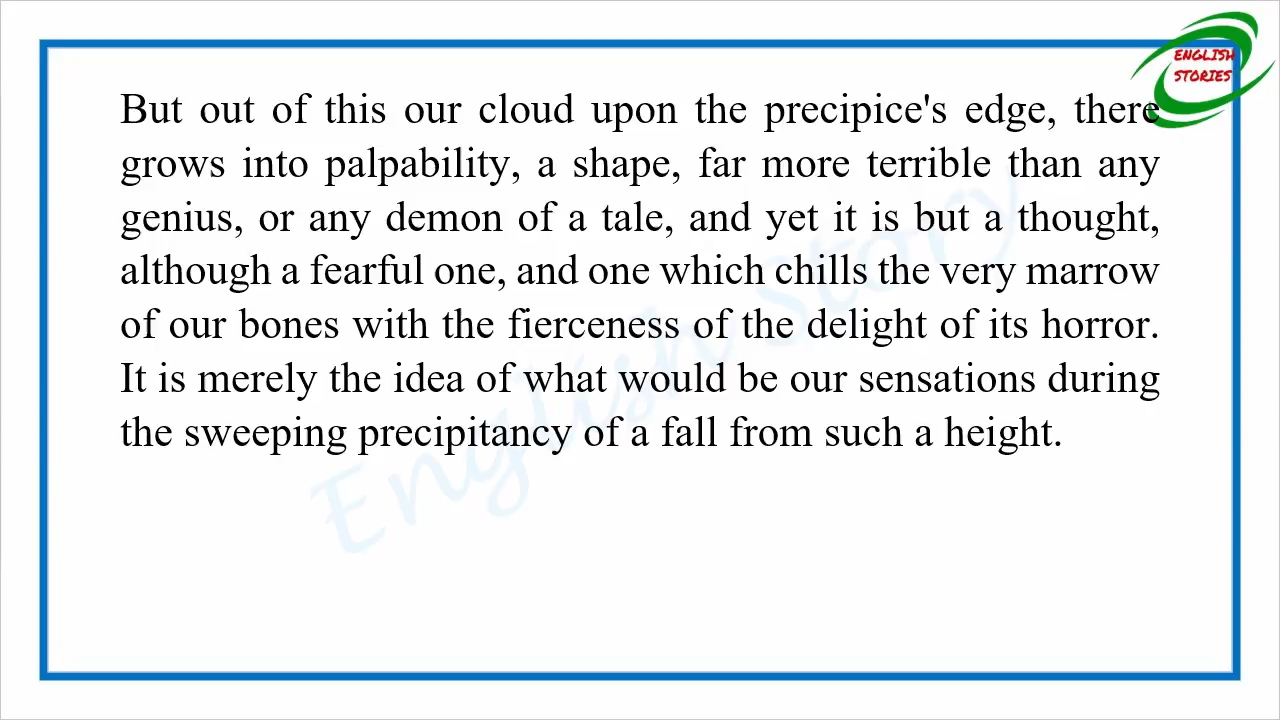 ENGLISH
STORIES
But out of this our cloud upon the precipice's edge, there
grows into palpability, a shape, far more terrible than any
genius, or any demon of a tale, and yet it is but a thought,
although a fearful one, and one which chills the very marrow
of our bones with the fierceness of the delight of its horror.
It is merely the idea of what would be our sensations during
the sweeping precipitancy of a fall from such a height.
English Story